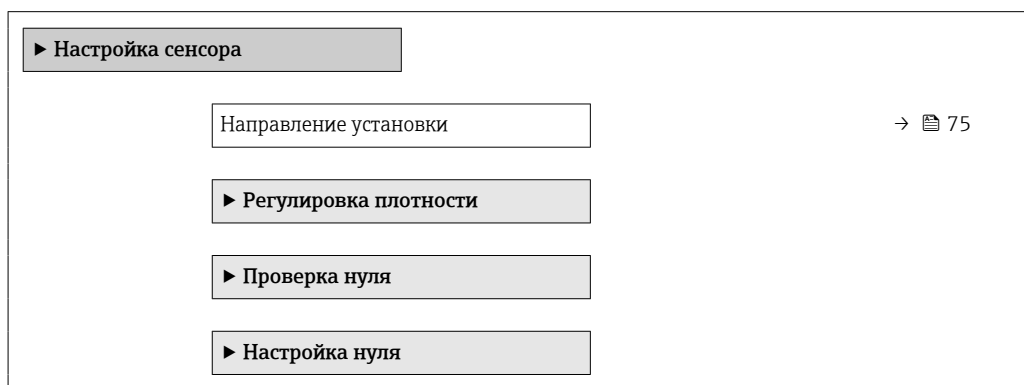 ▶ Настройка сенсора
Направление установки → 75
▶ Регулировка плотности
▶ Проверка нуля
▶ Настройка нуля